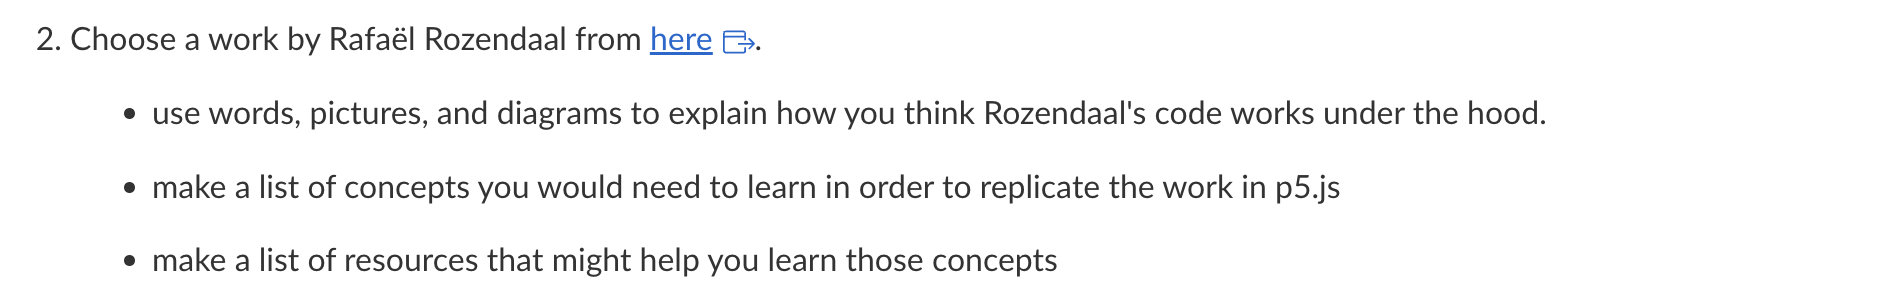 2. Choose a work by Rafaël Rozendaal from here.
• use words, pictures, and diagrams to explain how you think Rozendaal's code works under the hood.
• make a list of concepts you would need to learn in order to replicate the work in p5.js
• make a list of resources that might help you learn those concepts